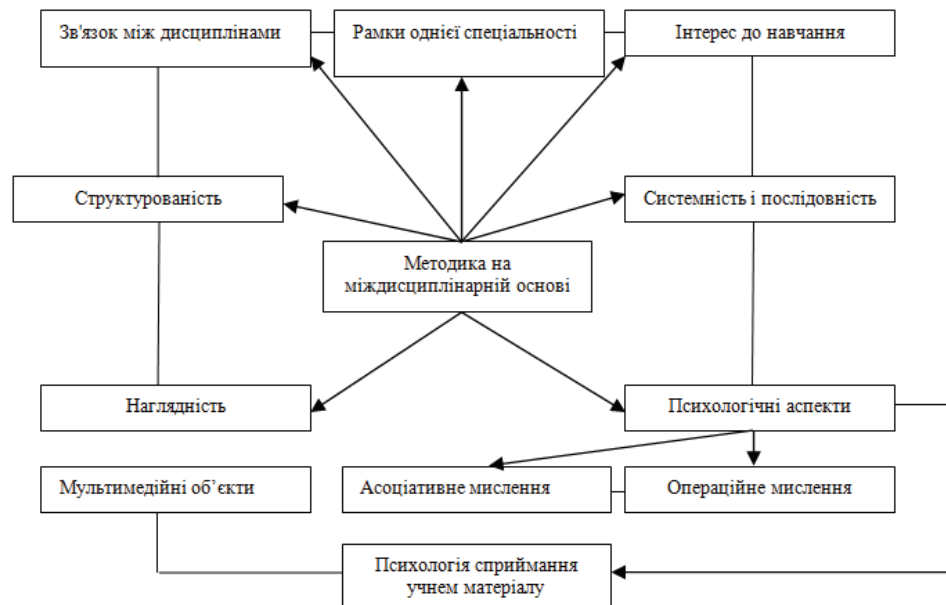 Зв'язок між дисциплінами
Рамки однієї спеціальності
Інтерес до навчання
Структурованість
Системність і послідовність
Методика на
міждисциплінарній основі
Наглядність
Психологічні аспекти
Мультимедійні об’єкти
Асоціативне мислення
Операційне мислення
Психологія сприймання
учнем матеріалу